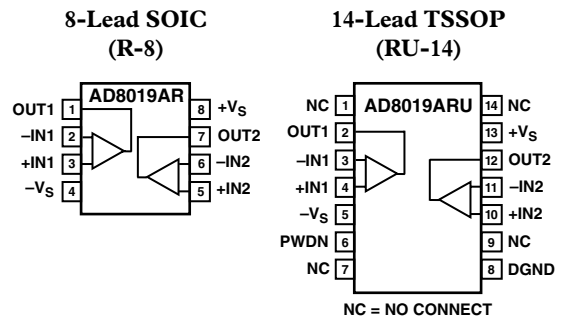 8-Lead SOIC
(R-8)
AD8019AR
OUT1 1
–IN1 2
+IN1 3
–VS 4
8 +VS
7 OUT2
6 –IN2
5 +IN2
14-Lead TSSOP
(RU-14)
AD8019ARU
NC 1
OUT1 2
–IN1 3
+IN1 4
–VS 5
PWDN 6
NC 7
14 NC
13 +VS
12 OUT2
11 –IN2
10 +IN2
9 NC
8 DGND
NC = NO CONNECT